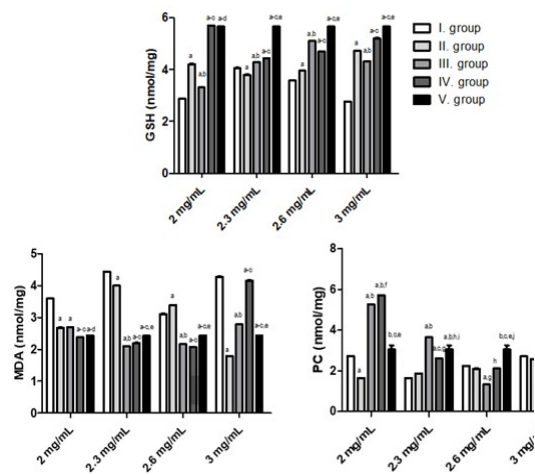 6
4
2
0
GSH (nmol/mg)
a a,b a-c a-d
a a a-c a,c,e
a a-c a-c a,c,e
a a,b a-c a,c,e
2 mg/mL
2.3 mg/mL
2.6 mg/mL
3 mg/mL
I. group
II. group
III. group
IV. group
V. group
5
4
3
2
1
0
MDA (nmol/mg)
a a a-c a-d
a a,b a-c a-c,e
a a,b a-c a-c,e
a a,b a-c a-c,e
2 mg/mL
2.3 mg/mL
2.6 mg/mL
3 mg/mL
8
6
4
2
0
PC (nmol/mg)
a a,b a,b,f b,c,e
a,b a,c,g a,b,h,i
a,g h b,c,e,j
2 mg/mL
2.3 mg/mL
2.6 mg/mL
3 mg/